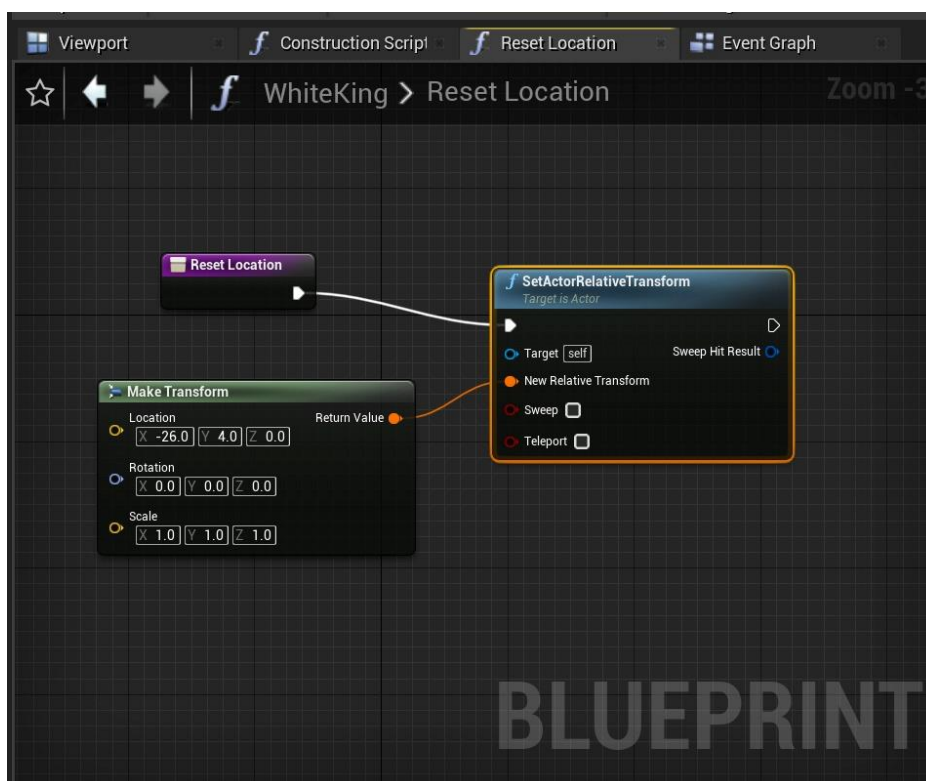 Viewport
Construction Script
Reset Location
Event Graph
WhiteKing > Reset Location
Zoom -3
Reset Location
SetActorRelativeTransform
Target is Actor
Target self
Sweep Hit Result
New Relative Transform
Sweep
Teleport
Make Transform
Location
Return Value
X -26.0 Y 4.0 Z 0.0
Rotation
X 0.0 Y 0.0 Z 0.0
Scale
X 1.0 Y 1.0 Z 1.0
BLUEPRINT